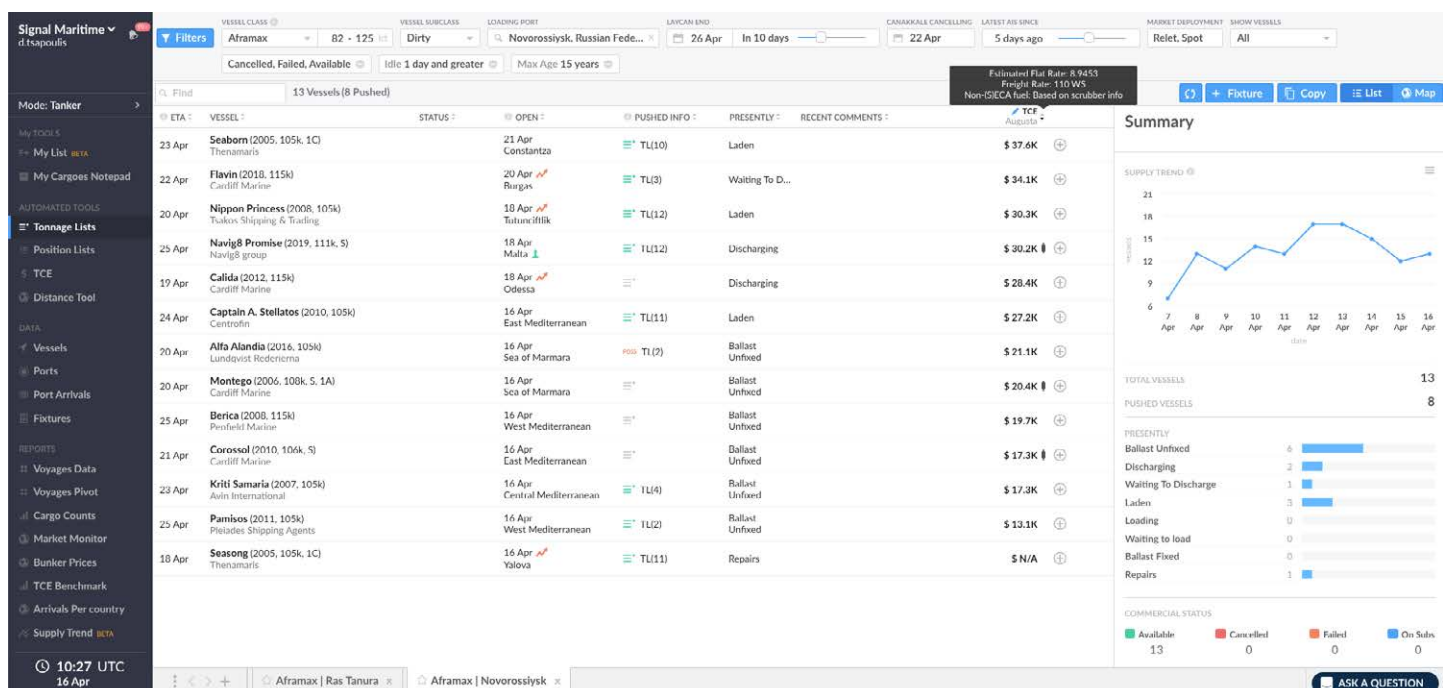 Signal Maritime
d.tsapoulis
Mode: Tanker
My TOOLS
My List BETA
My Cargoes Notepad
AUTOMATED TOOLS
Tonnage Lists
Position Lists
TCE
Distance Tool
DATA
Vessels
Ports
Port Arrivals
Fixtures
REPORTS
Voyages Data
Voyages Pivot
Cargo Counts
Market Monitor
Bunker Prices
TCE Benchmark
Arrivals Per country
Supply Trend BETA
10:27 UTC
16 Apr
VESSEL CLASS VESSEL SUBCLASS LOADING PORT LAYCAN END CANAKKALE CANCELLING LATEST AIS SINCE MARKET DEPLOYMENT SHOW VESSELS
Filters Aframax 82 - 125 Dirty Novorossiysk, Russian Fede... 26 Apr In 10 days 22 Apr 5 days ago Relet, Spot All
Cancelled, Failed, Available Idle 1 day and greater Max Age 15 years
Estimated Flat Rate: 8.9453
Freight Rate: 110 WS
Non-(S)ECA fuel: Based on scrubber info
Find 13 Vessels (8 Pushed) + Fixture Copy List Map
ETA VESSEL STATUS OPEN PUSHED INFO PRESENTLY RECENT COMMENTS TCE
Augusta
23 Apr Seaborn (2005, 105k, 1C) 21 Apr TL(10) Laden $ 37.6K
Thenamaris Constantza
22 Apr Flavin (2018, 115k) 20 Apr TL(3) Waiting To D... $ 34.1K
Cardiff Marine Burgas
20 Apr Nippon Princess (2008, 105k) 18 Apr TL(12) Laden $ 30.3K
Tsakos Shipping & Trading Tutunciftlik
25 Apr Navig8 Promise (2019, 111k, S) 18 Apr TL(12) Discharging $ 30.2K
Navig8 group Malta
19 Apr Calida (2012, 115k) 18 Apr Discharging $ 28.4K
Cardiff Marine Odessa
24 Apr Captain A. Stellatos (2010, 105k) 16 Apr TL(11) Laden $ 27.2K
Centrofin East Mediterranean
20 Apr Alfa Alandia (2016, 105k) 16 Apr POSS TL(2) Ballast Unfixed $ 21.1K
Lundqvist Rederierna Sea of Marmara
20 Apr Montego (2006, 108k, S, 1A) 16 Apr Ballast Unfixed $ 20.4K
Cardiff Marine Sea of Marmara
25 Apr Berica (2008, 115k) 16 Apr Ballast Unfixed $ 19.7K
Penfield Marine West Mediterranean
21 Apr Corossol (2010, 106k, S) 16 Apr Ballast Unfixed $ 17.3K
Cardiff Marine East Mediterranean
23 Apr Kriti Samaria (2007, 105k) 16 Apr TL(4) Ballast Unfixed $ 17.3K
Avin International Central Mediterranean
25 Apr Pamisos (2011, 105k) 16 Apr TL(2) Ballast Unfixed $ 13.1K
Pleiades Shipping Agents West Mediterranean
18 Apr Seasong (2005, 105k, 1C) 16 Apr TL(11) Repairs $ N/A
Thenamaris Yalova
Aframax | Ras Tanura Aframax | Novorossiysk
Summary
SUPPLY TREND
21
18
15
12
9
6
7 8 9 10 11 12 13 14 15 16
Apr Apr Apr Apr Apr Apr Apr Apr Apr Apr
date
TOTAL VESSELS 13
PUSHED VESSELS 8
PRESENTLY
Ballast Unfixed 6
Discharging 2
Waiting To Discharge 1
Laden 3
Loading 0
Waiting to load 0
Ballast Fixed 0
Repairs 1
COMMERCIAL STATUS
Available Cancelled Failed On Subs
13 0 0 0
ASK A QUESTION